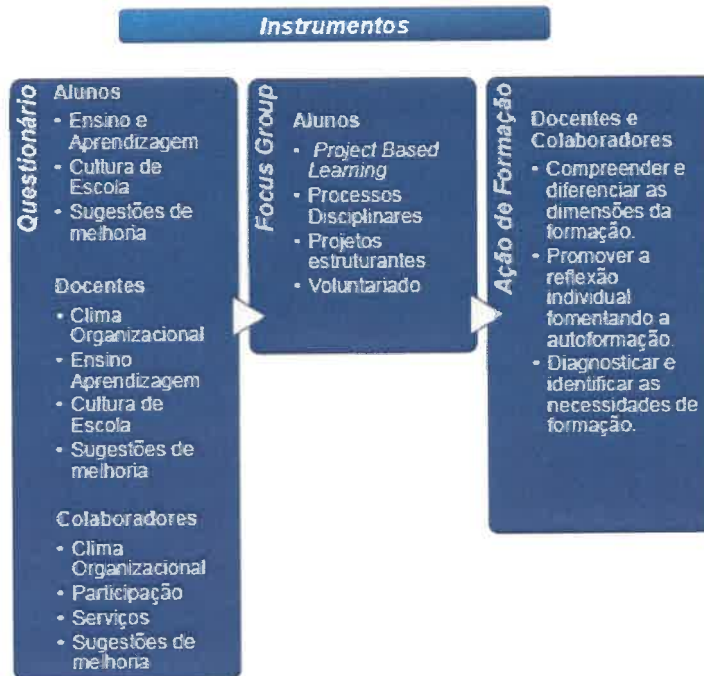 Instrumentos
Questionário
Alunos
• Ensino e
Aprendizagem
• Cultura de
Escola
• Sugestões de
melhoria
Docentes
• Clima
Organizacional
• Ensino
Aprendizagem
• Cultura de
Escola
• Sugestões de
melhoria
Colaboradores
• Clima
Organizacional
• Participação
• Serviços
• Sugestões de
melhoria
Focus Group
Alunos
• Project Based
Learning
• Processos
Disciplinares
• Projetos
estruturantes
• Voluntariado
Ação de Formação
Docentes e
Colaboradores
• Compreender e
diferenciar as
dimensões da
formação.
• Promover a
reflexão
individual
fomentando a
autoformação.
• Diagnosticar e
identificar as
necessidades de
formação.